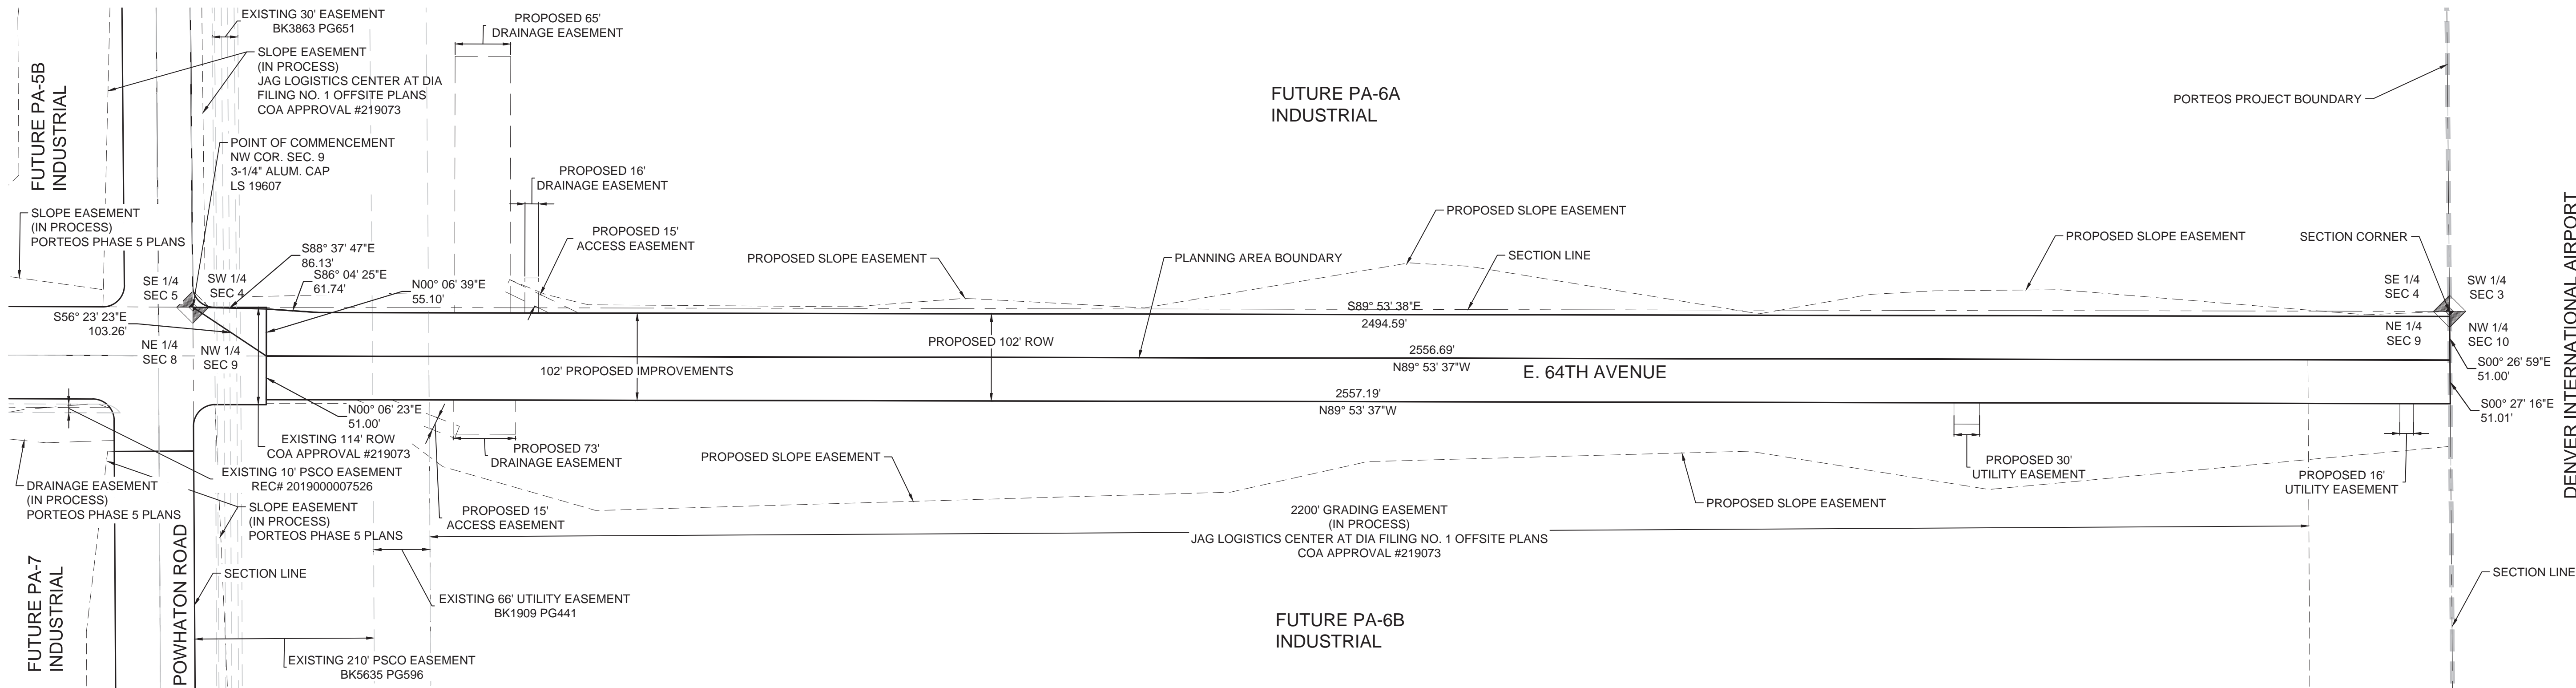 EXISTING 30' EASEMENT
BK3863 PG651
SLOPE EASEMENT
(IN PROCESS)
JAG LOGISTICS CENTER AT DIA
FILING NO. 1 OFFSITE PLANS
COA APPROVAL #219073
PROPOSED 65'
DRAINAGE EASEMENT
FUTURE PA-5B
INDUSTRIAL
FUTURE PA-6A
INDUSTRIAL
PORTEOS PROJECT BOUNDARY
POINT OF COMMENCEMENT
NW COR. SEC. 9
3-1/4" ALUM. CAP
LS 19607
PROPOSED 16'
DRAINAGE EASEMENT
SLOPE EASEMENT
(IN PROCESS)
PORTEOS PHASE 5 PLANS
PROPOSED 15'
ACCESS EASEMENT
PROPOSED SLOPE EASEMENT
PROPOSED SLOPE EASEMENT
PLANNING AREA BOUNDARY
SECTION LINE
PROPOSED SLOPE EASEMENT
SECTION CORNER
DENVER INTERNATIONAL AIRPORT
S88° 37' 47"E
86.13'
S86° 04' 25"E
61.74'
N00° 06' 39"E
55.10'
SE 1/4
SEC 5
SW 1/4
SEC 4
SE 1/4
SEC 4
SW 1/4
SEC 3
S56° 23' 23"E
103.26'
NE 1/4
SEC 8
NW 1/4
SEC 9
S89° 53' 38"E
2494.59'
NE 1/4
SEC 9
NW 1/4
SEC 10
PROPOSED 102' ROW
2556.69'
N89° 53' 37"W
102' PROPOSED IMPROVEMENTS
E. 64TH AVENUE
S00° 26' 59"E
51.00'
2557.19'
N89° 53' 37"W
S00° 27' 16"E
51.01'
N00° 06' 23"E
51.00'
EXISTING 114' ROW
COA APPROVAL #219073
EXISTING 10' PSCO EASEMENT
REC# 2019000007526
PROPOSED 73'
DRAINAGE EASEMENT
PROPOSED SLOPE EASEMENT
PROPOSED 30'
UTILITY EASEMENT
PROPOSED 16'
UTILITY EASEMENT
DRAINAGE EASEMENT
(IN PROCESS)
PORTEOS PHASE 5 PLANS
SLOPE EASEMENT
(IN PROCESS)
PORTEOS PHASE 5 PLANS
PROPOSED 15'
ACCESS EASEMENT
PROPOSED SLOPE EASEMENT
2200' GRADING EASEMENT
(IN PROCESS)
JAG LOGISTICS CENTER AT DIA FILING NO. 1 OFFSITE PLANS
COA APPROVAL #219073
FUTURE PA-7
INDUSTRIAL
POWHATON ROAD
SECTION LINE
SECTION LINE
EXISTING 66' UTILITY EASEMENT
BK1909 PG441
FUTURE PA-6B
INDUSTRIAL
EXISTING 210' PSCO EASEMENT
BK5635 PG596